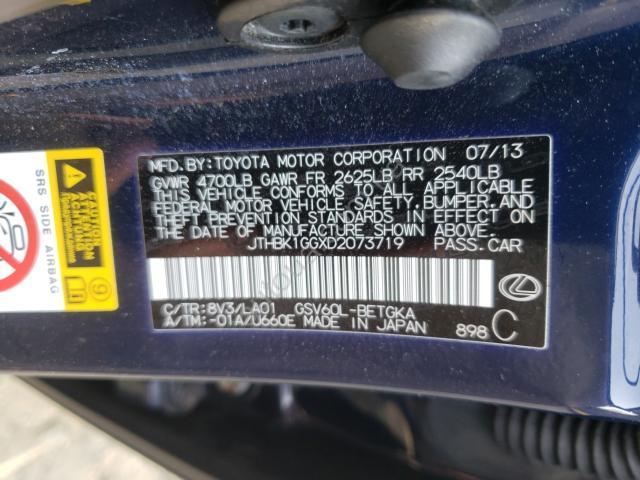 MFD.BY:TOYOTA MOTOR CORPORATION 07/13
GVWR 4700LB GAWR FR 2625LB RR 2540LB
THIS VEHICLE CONFORMS TO ALL APPLICABLE
FEDERAL MOTOR VEHICLE SAFETY,BUMPER,AND
THEFT PREVENTION STANDARDS IN EFFECT ON
THE DATE OF MANUFACTURE SHOWN ABOVE.
JTHBK1GGXD2073719 PASS.CAR
C/TR:8V3/LA01 GSV60L-BETGKA
A/TM:-01A/U660E MADE IN JAPAN 898 C
SRS SIDE AIRBAG
9